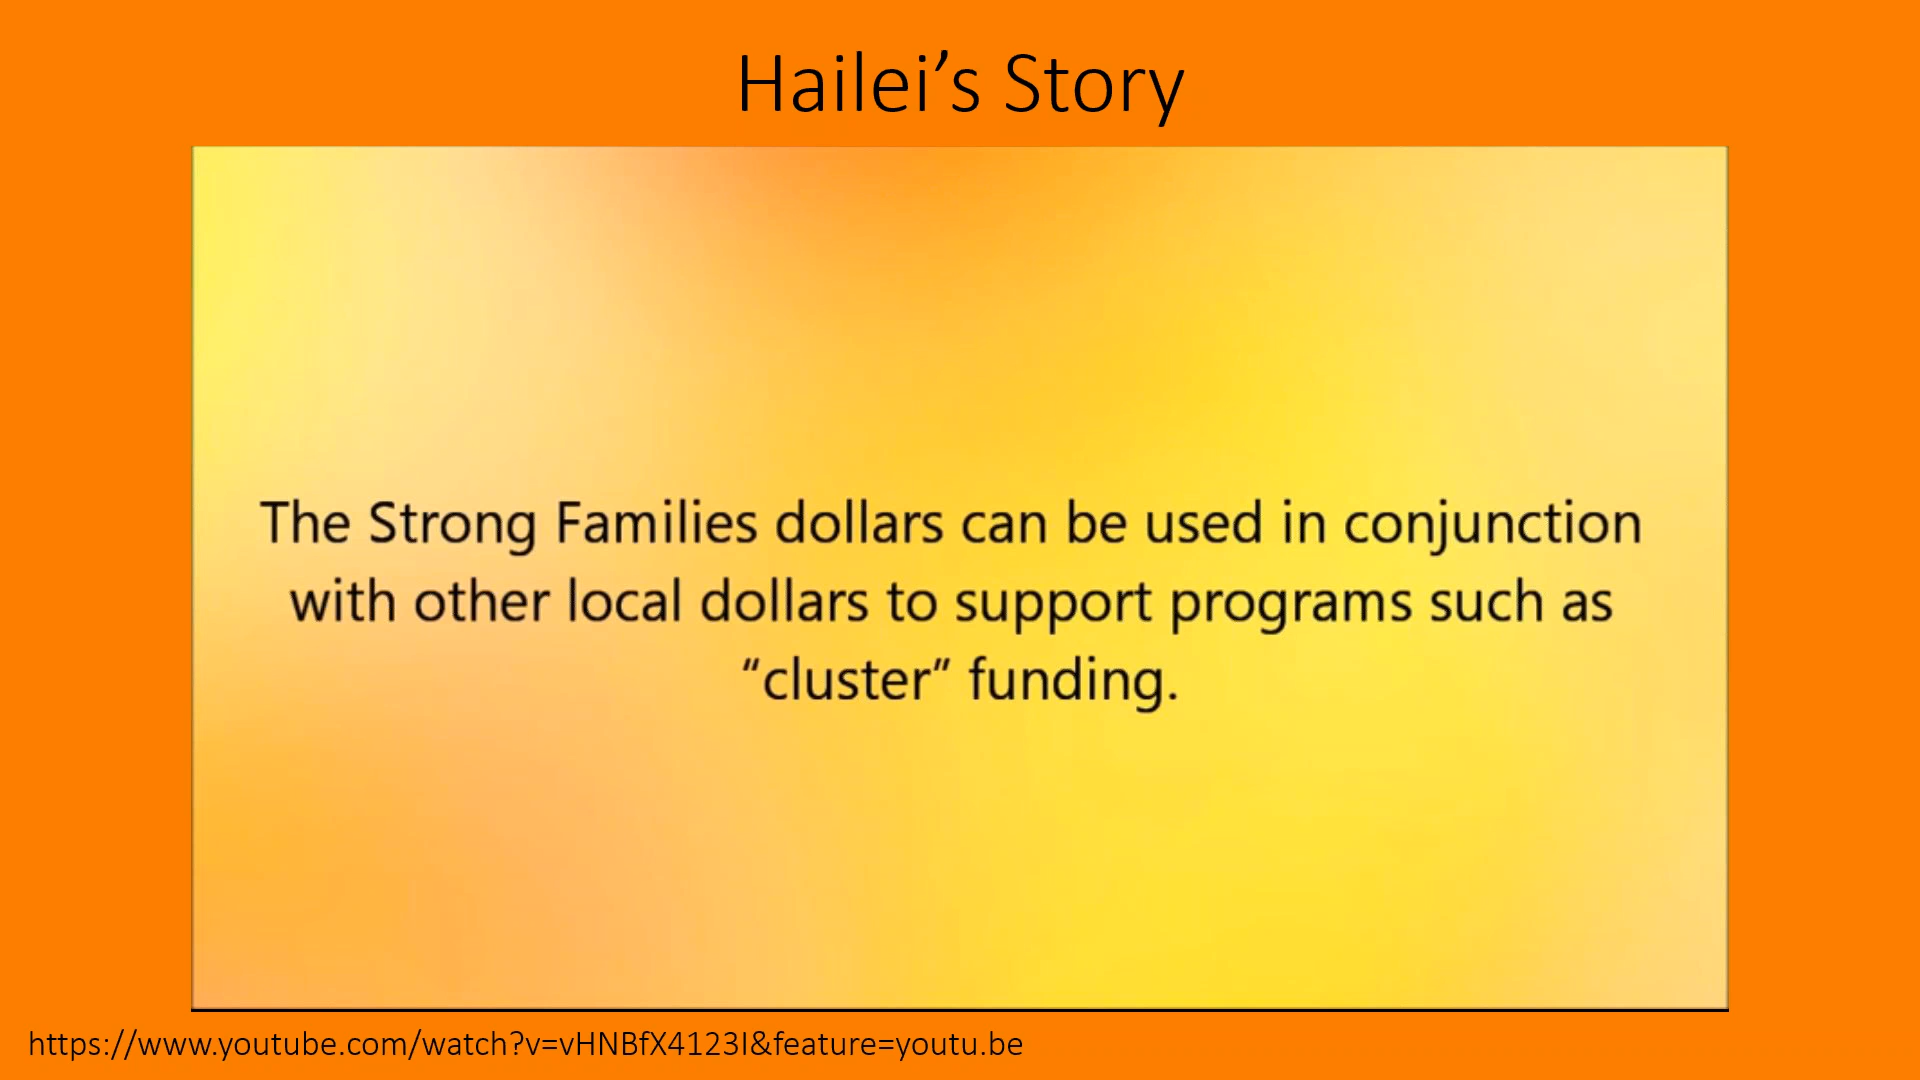 Hailei’s Story
The Strong Families dollars can be used in conjunction
with other local dollars to support programs such as
“cluster” funding.
https://www.youtube.com/watch?v=vHNBfX4123I&feature=youtu.be